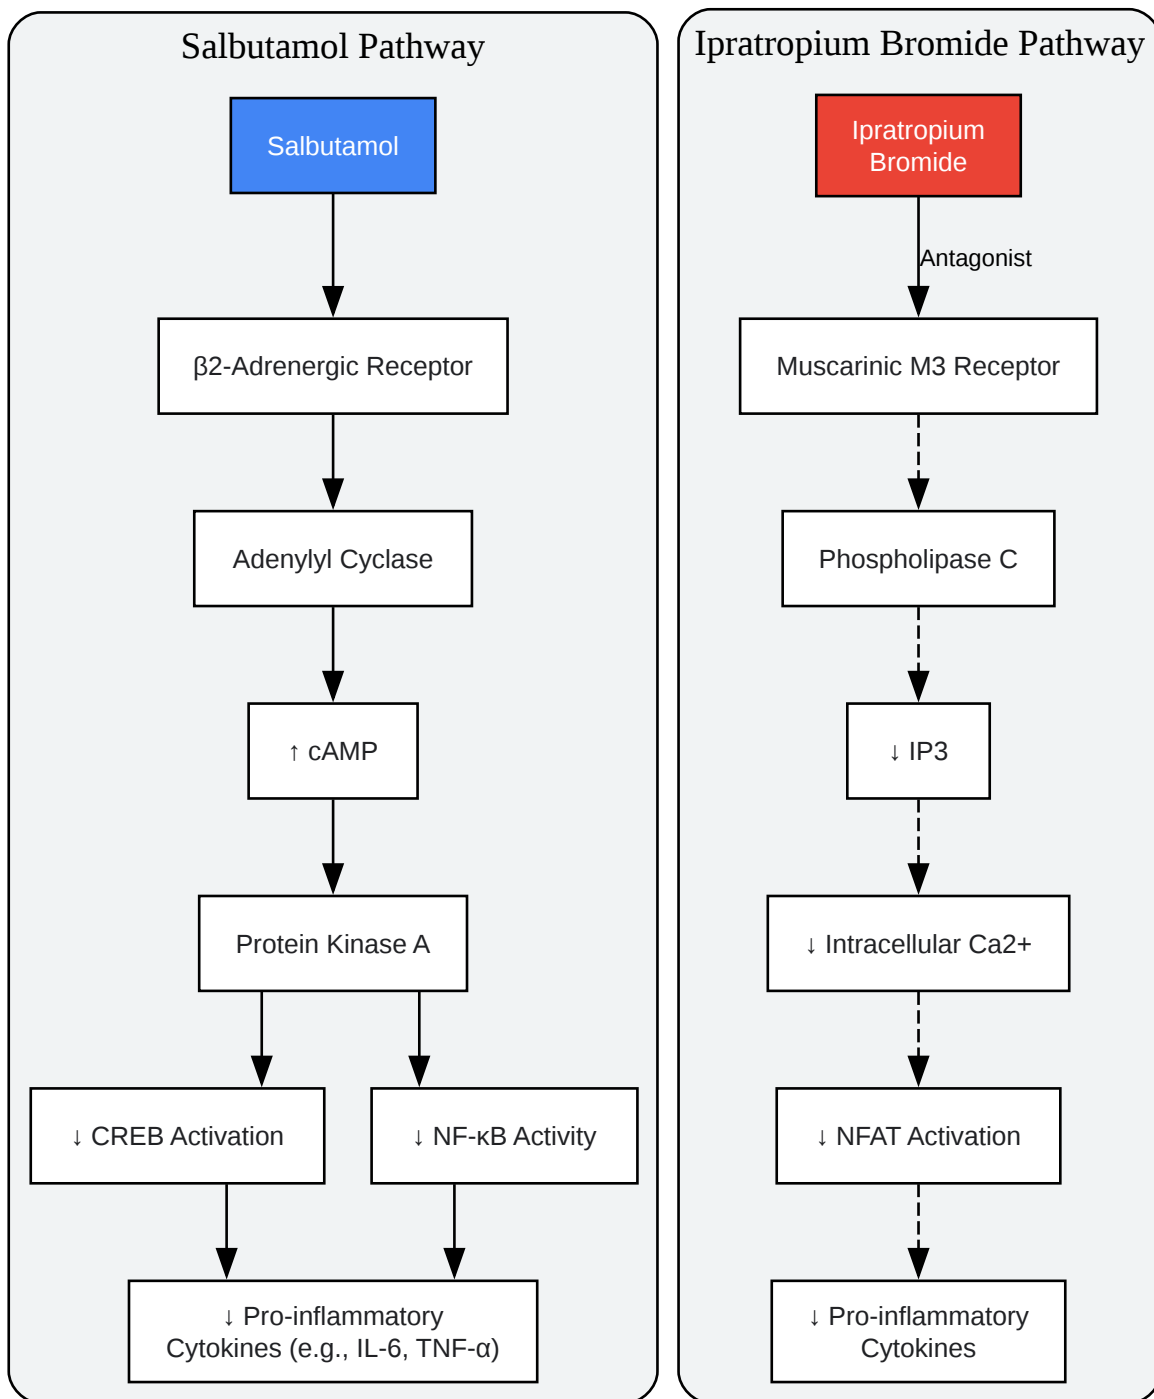 Salbutamol Pathway
Salbutamol
β2-Adrenergic Receptor
Adenylyl Cyclase
↑ cAMP
Protein Kinase A
↓ CREB Activation
↓ NF-κB Activity
↓ Pro-inflammatory
Cytokines (e.g., IL-6, TNF-α)
Ipratropium Bromide Pathway
Ipratropium
Bromide
Antagonist
Muscarinic M3 Receptor
Phospholipase C
↓ IP3
↓ Intracellular Ca2+
↓ NFAT Activation
↓ Pro-inflammatory
Cytokines